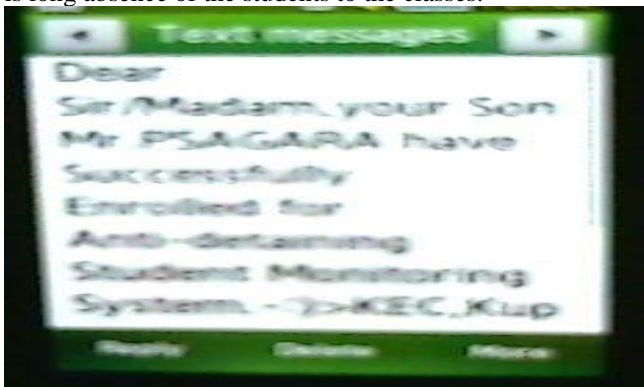 is long absence of the students to the classes.
Text messages
Dear
Sir/Madam,your Son
Mr.PSAGARA have
Successfully
Enrolled for
Anti-detaining
Student Monitoring
System.-:)>KEC,Kup
Reply Delete More